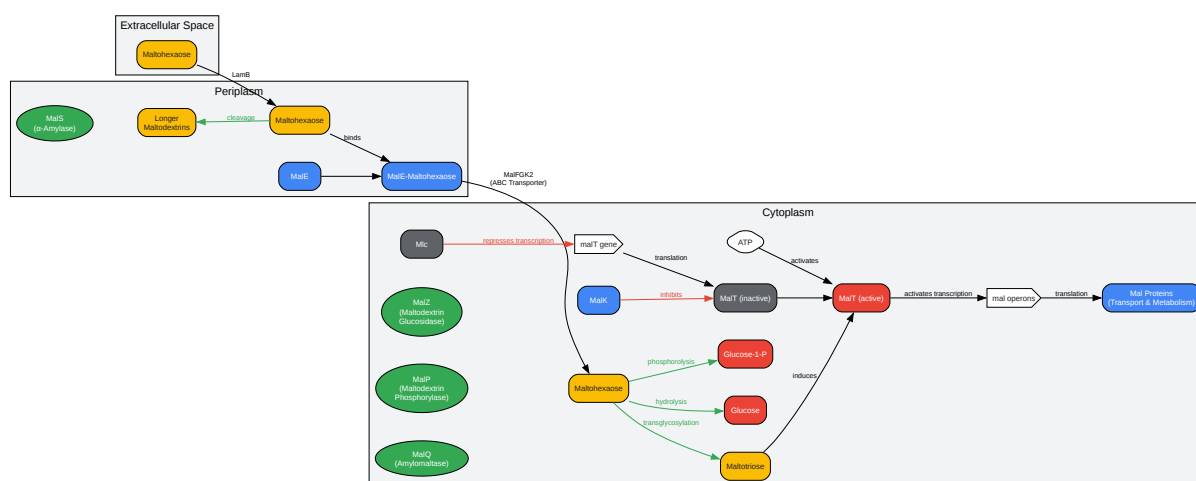 Extracellular Space
Maltohexaose
LamB
Periplasm
MalS
(α-Amylase)
Longer
Maltodextrins
cleavage
Maltohexaose
binds
MalE
MalE-Maltohexaose
MalFGK2
(ABC Transporter)
Cytoplasm
Mlc
represses transcription
malT gene
ATP
translation
activates
MalZ
(Maltodextrin
Glucosidase)
MalK
inhibits
MalT (inactive)
MalT (active)
activates transcription
mal operons
translation
Mal Proteins
(Transport & Metabolism)
MalP
(Maltodextrin
Phosphorylase)
Maltohexaose
phosphorolysis
Glucose-1-P
induces
hydrolysis
Glucose
transglycosylation
MalQ
(Amylomaltase)
Maltotriose